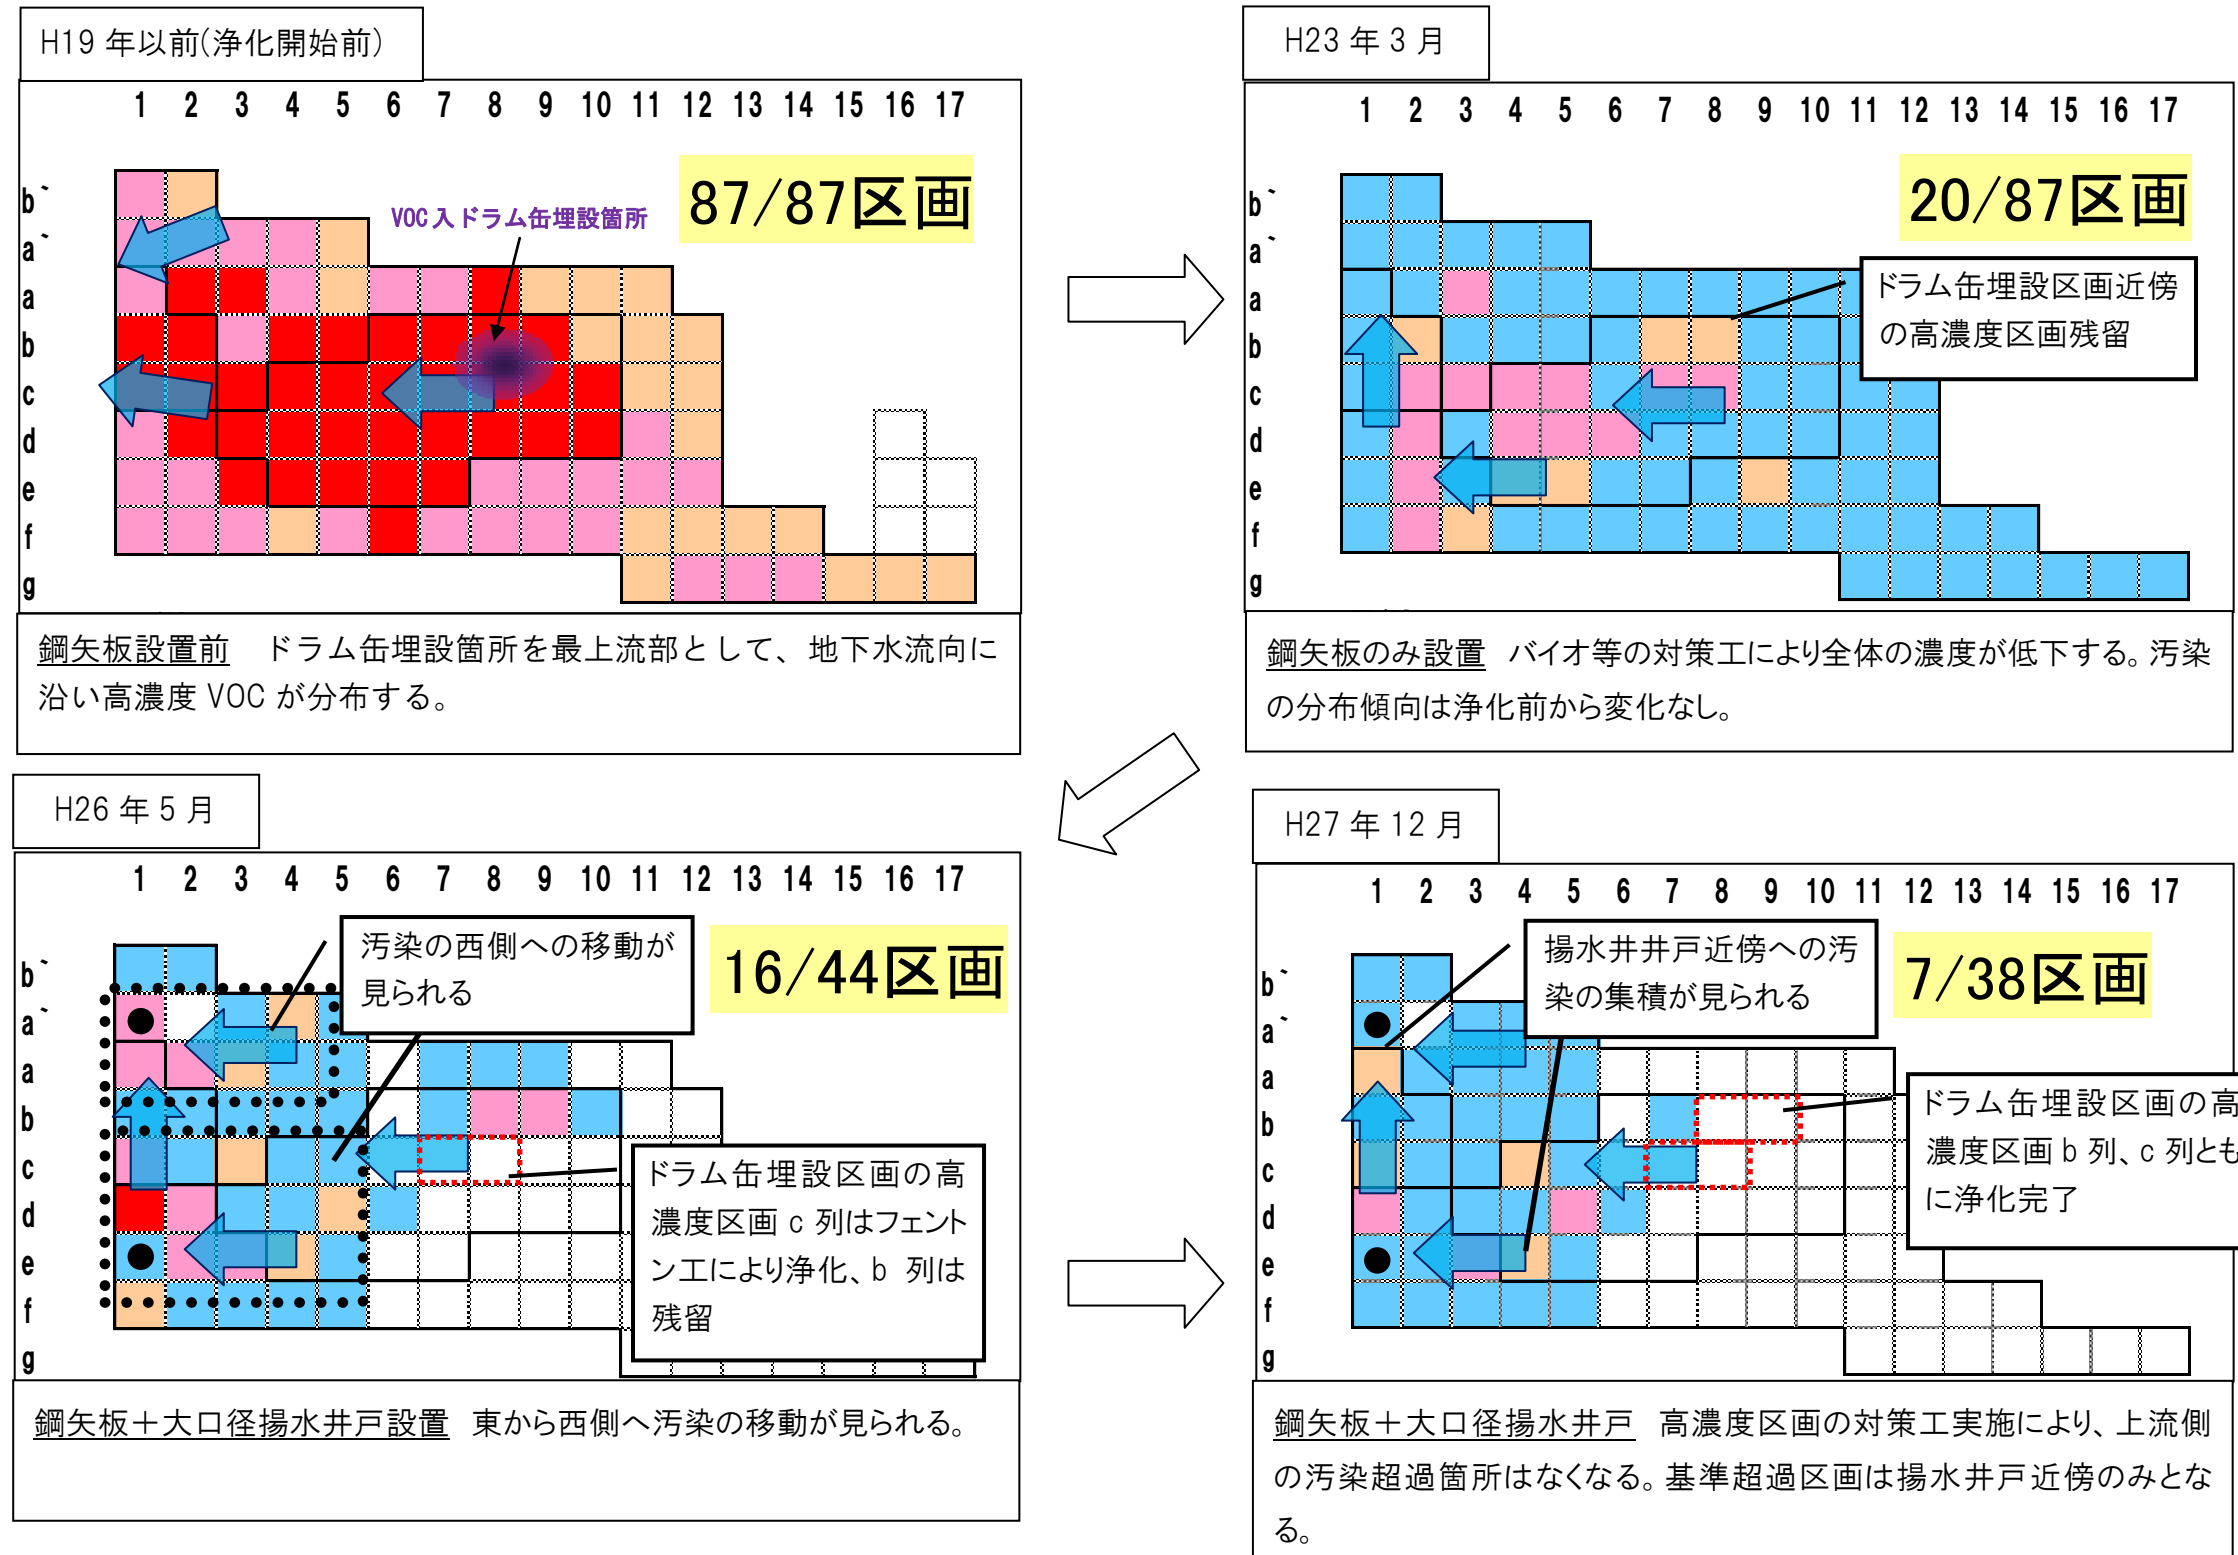 H19 年以前(浄化開始前)
1 2 3 4 5 6 7 8 9 10 11 12 13 14 15 16 17
87/87区画
VOC入ドラム缶埋設箇所
b`
a`
a
b
c
d
e
f
g
鋼矢板設置前 ドラム缶埋設箇所を最上流部として、地下水流向に
沿い高濃度 VOC が分布する。
H23 年 3 月
1 2 3 4 5 6 7 8 9 10 11 12 13 14 15 16 17
20/87区画
ドラム缶埋設区画近傍
の高濃度区画残留
b`
a`
a
b
c
d
e
f
g
鋼矢板のみ設置 バイオ等の対策工により全体の濃度が低下する。汚染
の分布傾向は浄化前から変化なし。
H26 年 5 月
1 2 3 4 5 6 7 8 9 10 11 12 13 14 15 16 17
汚染の西側への移動が
見られる
16/44区画
b`
a`
a
b
c
d
e
f
g
ドラム缶埋設区画の高
濃度区画 c 列はフェント
ン工により浄化、b 列は
残留
鋼矢板＋大口径揚水井戸設置 東から西側へ汚染の移動が見られる。
H27 年 12 月
1 2 3 4 5 6 7 8 9 10 11 12 13 14 15 16 17
揚水井井戸近傍への汚
染の集積が見られる
7/38区画
b`
a`
a
b
c
d
e
f
g
ドラム缶埋設区画の高
濃度区画 b 列、c 列とも
に浄化完了
鋼矢板＋大口径揚水井戸 高濃度区画の対策工実施により、上流側
の汚染超過箇所はなくなる。基準超過区画は揚水井戸近傍のみとな
る。